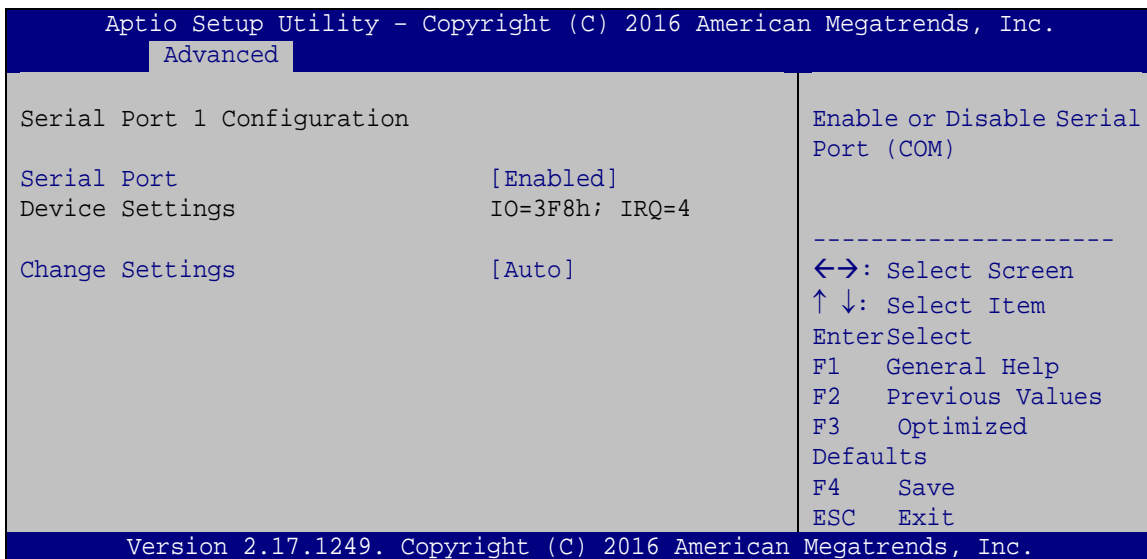 Aptio Setup Utility – Copyright (C) 2016 American Megatrends, Inc.
Advanced
Serial Port 1 Configuration
Serial Port [Enabled]
Device Settings IO=3F8h; IRQ=4
Change Settings [Auto]
Enable or Disable Serial
Port (COM)
---------------------
←→: Select Screen
↑ ↓: Select Item
EnterSelect
F1 General Help
F2 Previous Values
F3 Optimized
Defaults
F4 Save
ESC Exit
Version 2.17.1249. Copyright (C) 2016 American Megatrends, Inc.